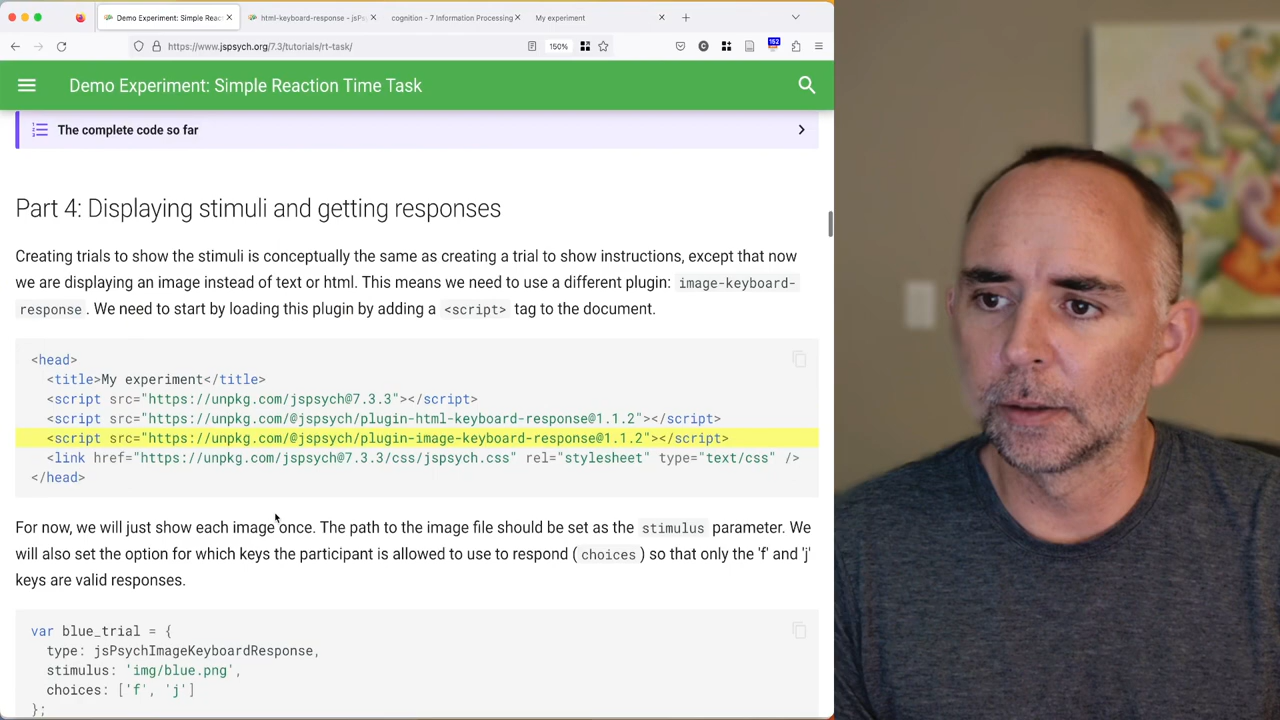 Demo Experiment: Simple Reac
html-keyboard-response - jsPs
cognition - 7 Information Processing
My experiment
https://www.jspsych.org/7.3/tutorials/rt-task/
150%
152
Demo Experiment: Simple Reaction Time Task
The complete code so far
Part 4: Displaying stimuli and getting responses
Creating trials to show the stimuli is conceptually the same as creating a trial to show instructions, except that now
we are displaying an image instead of text or html. This means we need to use a different plugin: image-keyboard-
response . We need to start by loading this plugin by adding a <script> tag to the document.
<head>
<title>My experiment</title>
<script src="https://unpkg.com/jspsych@7.3.3"></script>
<script src="https://unpkg.com/@jspsych/plugin-html-keyboard-response@1.1.2"></script>
<script src="https://unpkg.com/@jspsych/plugin-image-keyboard-response@1.1.2"></script>
<link href="https://unpkg.com/jspsych@7.3.3/css/jspsych.css" rel="stylesheet" type="text/css" />
</head>
For now, we will just show each image once. The path to the image file should be set as the stimulus parameter. We
will also set the option for which keys the participant is allowed to use to respond ( choices ) so that only the 'f' and 'j'
keys are valid responses.
var blue_trial = {
type: jsPsychImageKeyboardResponse,
stimulus: 'img/blue.png',
choices: ['f', 'j']
};